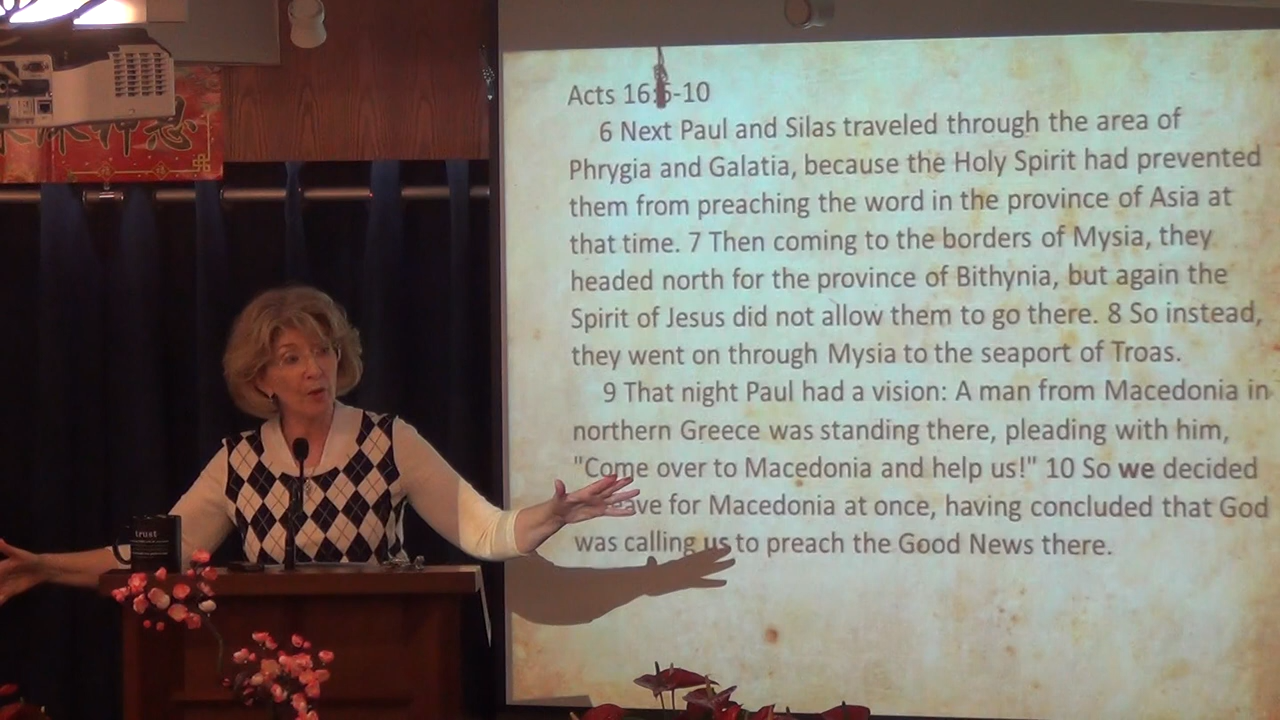 Acts 16:6-10
6 Next Paul and Silas traveled through the area of
Phrygia and Galatia, because the Holy Spirit had prevented
them from preaching the word in the province of Asia at
that time. 7 Then coming to the borders of Mysia, they
headed north for the province of Bithynia, but again the
Spirit of Jesus did not allow them to go there. 8 So instead,
they went on through Mysia to the seaport of Troas.
9 That night Paul had a vision: A man from Macedonia in
northern Greece was standing there, pleading with him,
"Come over to Macedonia and help us!" 10 So we decided
eave for Macedonia at once, having concluded that God
was calling us to preach the Good News there.
trust